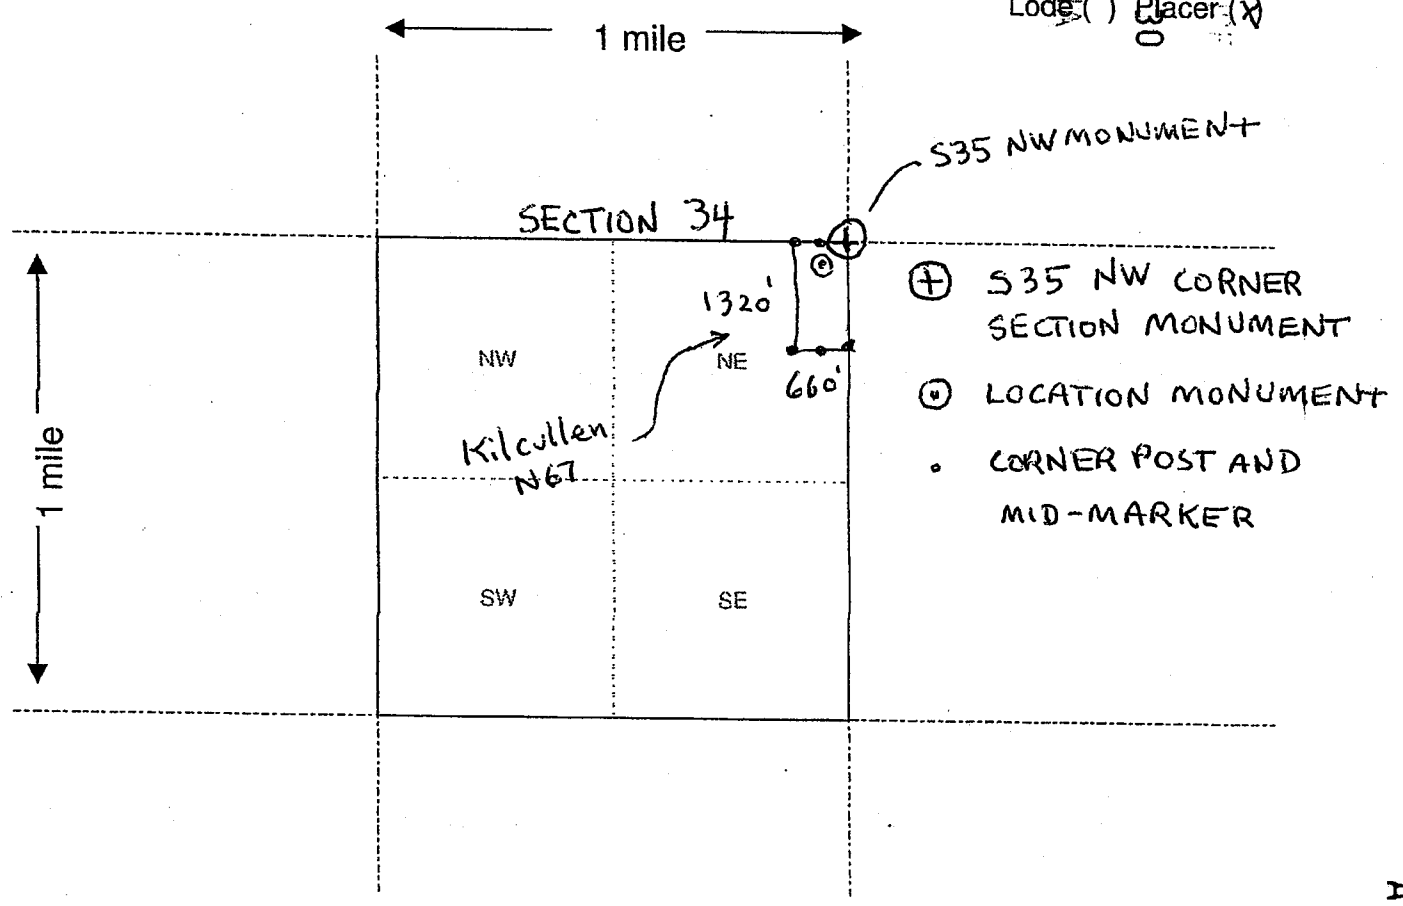 Lode ( ) Placer (X)
1 mile
S35 NW MONUMENT
SECTION 34
1320'
⊕ S35 NW CORNER
SECTION MONUMENT
NW
NE
660'
⊙ LOCATION MONUMENT
Kilcullen
N67
1 mile
• CORNER POST AND
MID-MARKER
SW
SE